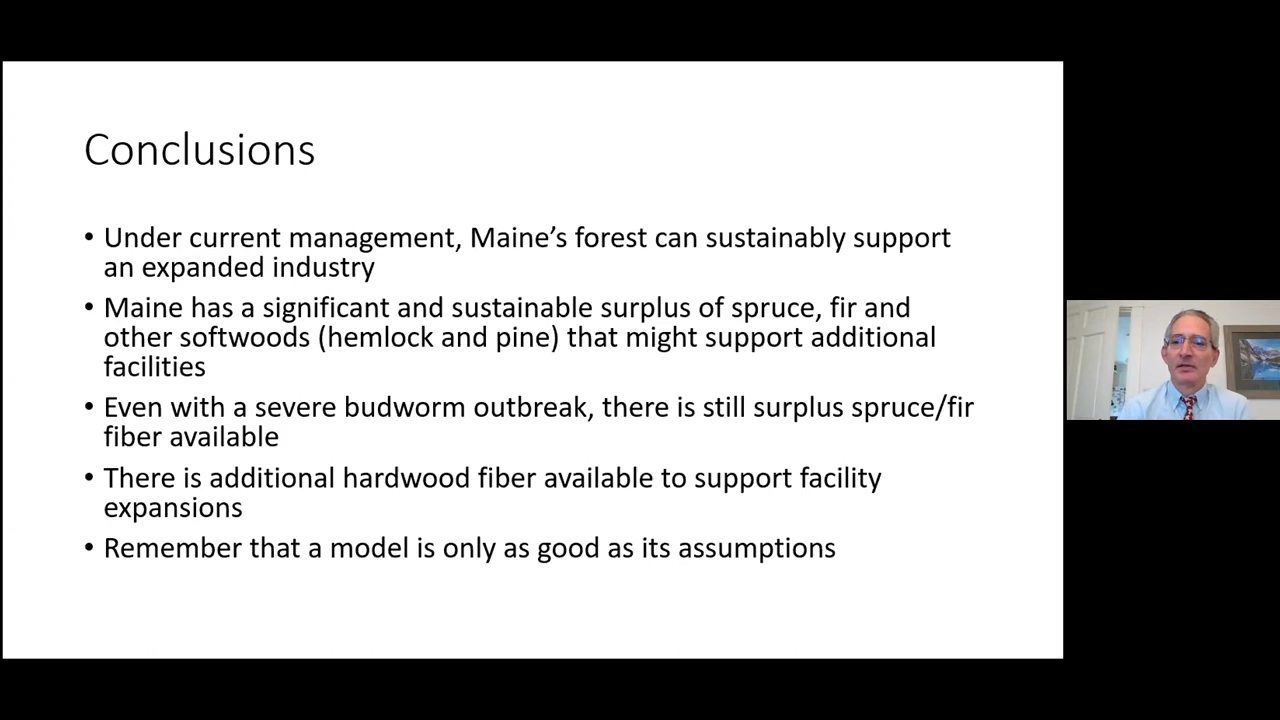 Conclusions
• Under current management, Maine’s forest can sustainably support
an expanded industry
• Maine has a significant and sustainable surplus of spruce, fir and
other softwoods (hemlock and pine) that might support additional
facilities
• Even with a severe budworm outbreak, there is still surplus spruce/fir
fiber available
• There is additional hardwood fiber available to support facility
expansions
• Remember that a model is only as good as its assumptions